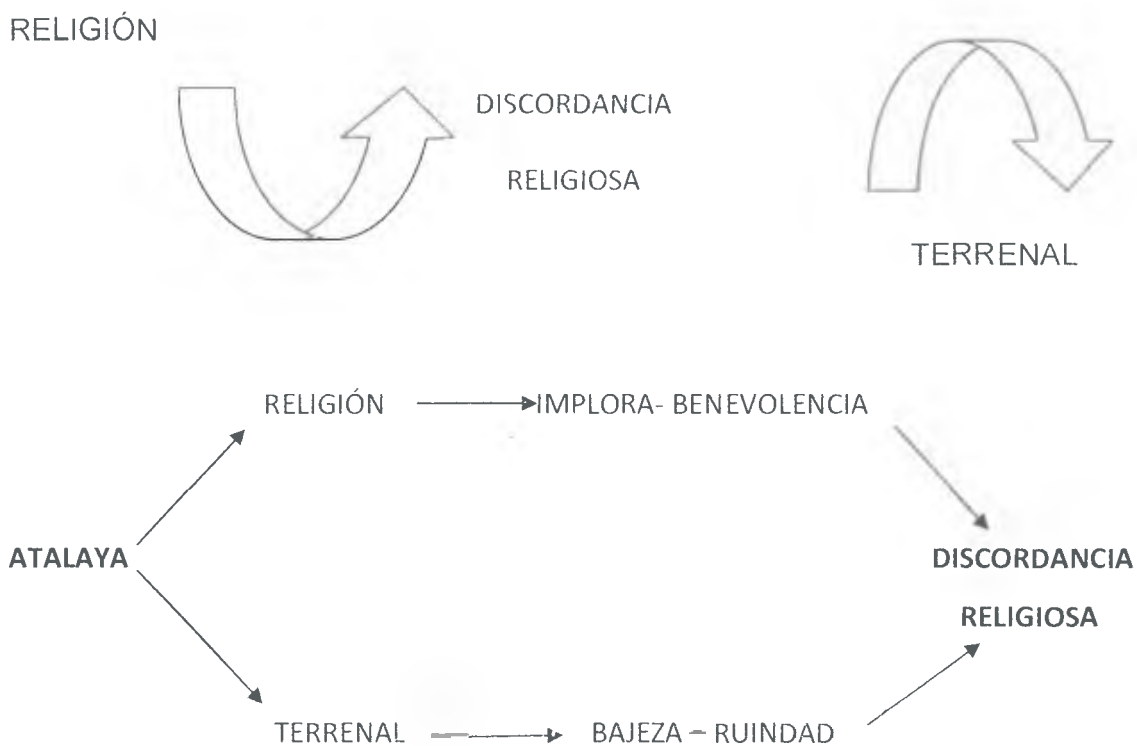 RELIGIÓN
DISCORDANCIA
RELIGIOSA
TERRENAL
RELIGIÓN IMPLORA- BENEVOLENCIA
ATALAYA
DISCORDANCIA
RELIGIOSA
TERRENAL BAJEZA – RUINDAD